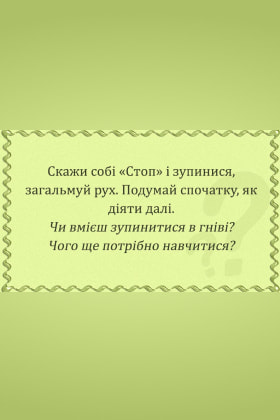 Скажи собі «Стоп» і зупинися,
загальмуй рух. Подумай спочатку, як
діяти далі.
Чи вмієш зупинитися в гніві?
Чого ще потрібно навчитися?